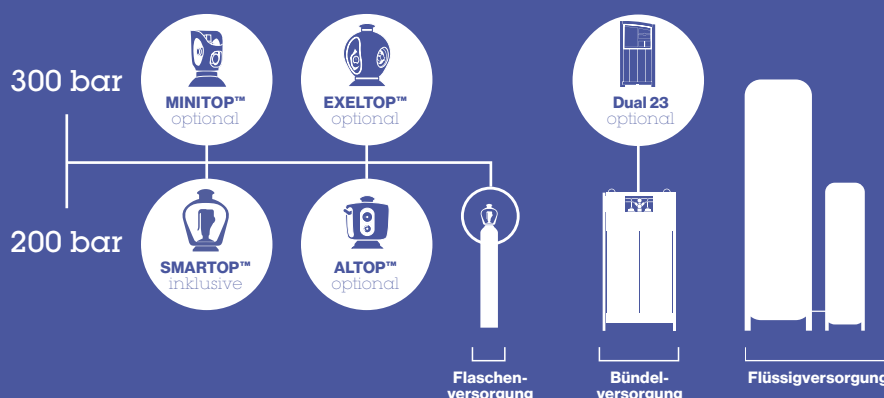 300 bar
MINITOP™
optional
EXELTOP™
optional
Dual 23
optional
200 bar
SMARTOP™
inklusive
ALTOP™
optional
Flaschen-
versorgung
Bündel-
versorgung
Flüssigversorgung